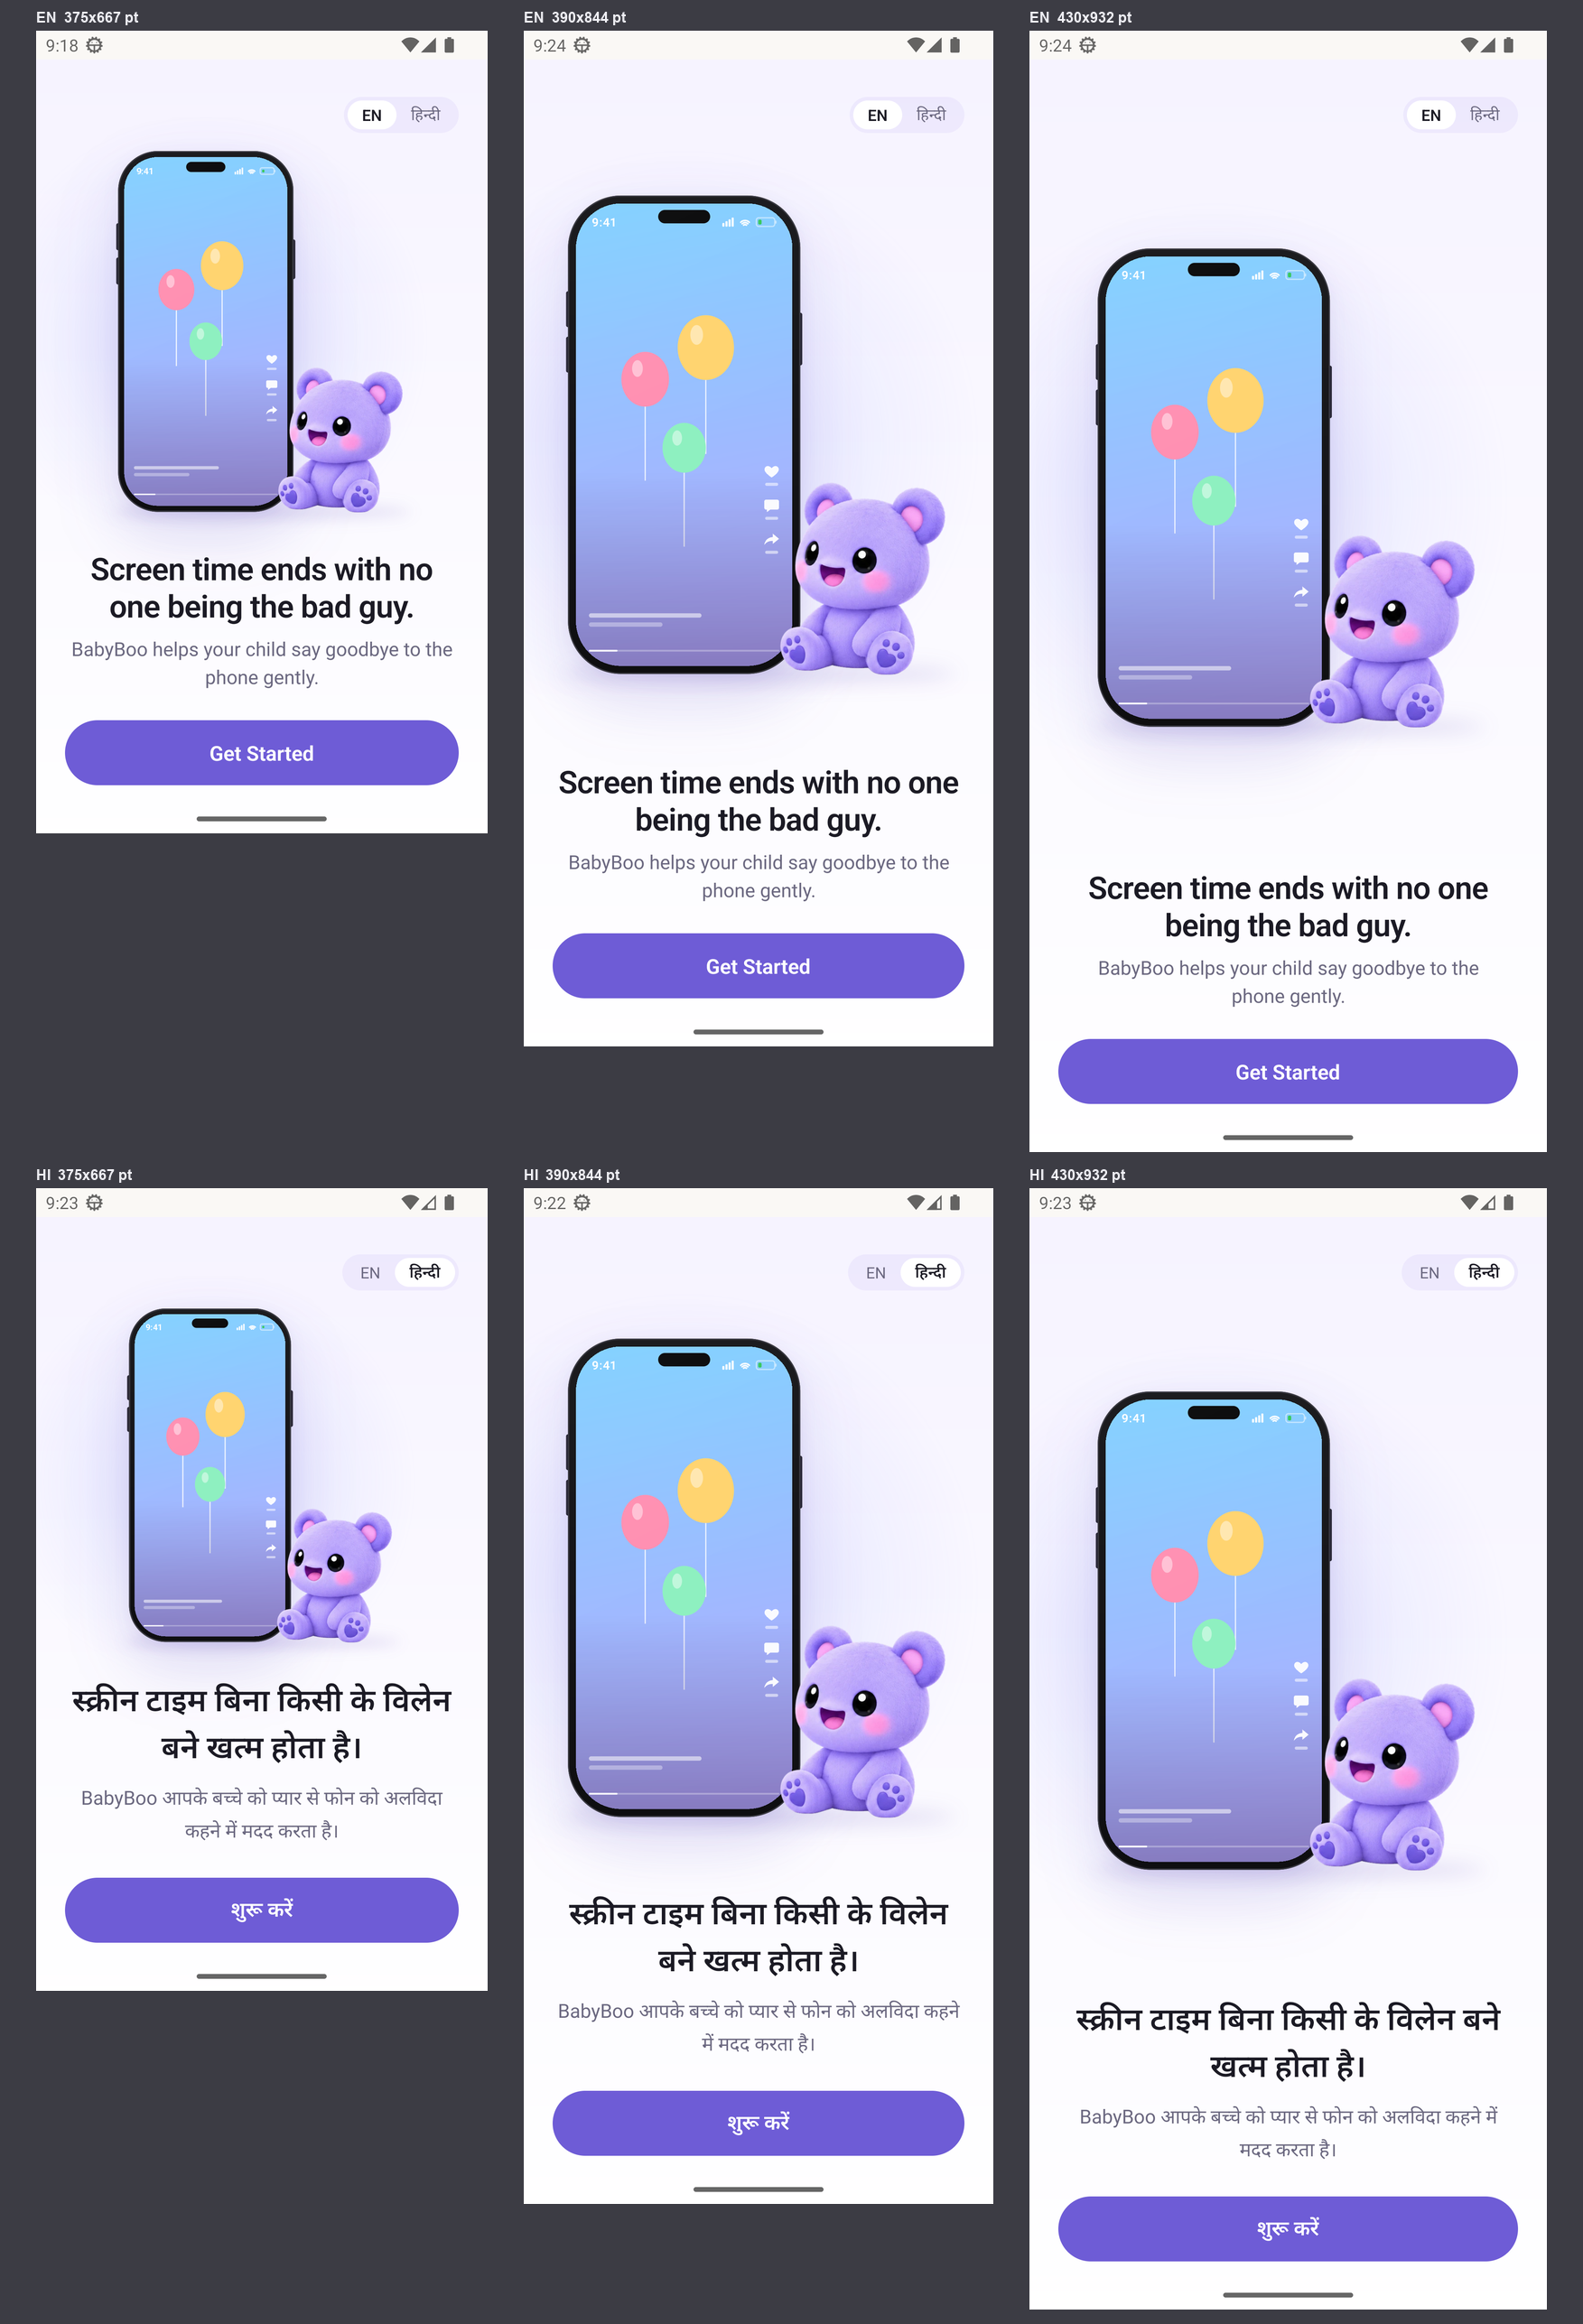 EN 375x667 pt
9:18
EN हिन्दी
9:41
Screen time ends with no
one being the bad guy.
BabyBoo helps your child say goodbye to the
phone gently.
Get Started
EN 390x844 pt
9:24
EN हिन्दी
9:41
Screen time ends with no one
being the bad guy.
BabyBoo helps your child say goodbye to the
phone gently.
Get Started
EN 430x932 pt
9:24
EN हिन्दी
9:41
Screen time ends with no one
being the bad guy.
BabyBoo helps your child say goodbye to the
phone gently.
Get Started
HI 375x667 pt
9:23
EN हिन्दी
9:41
स्क्रीन टाइम बिना किसी के विलेन
बने खत्म होता है।
BabyBoo आपके बच्चे को प्यार से फोन को अलविदा
कहने में मदद करता है।
शुरू करें
HI 390x844 pt
9:22
EN हिन्दी
9:41
स्क्रीन टाइम बिना किसी के विलेन
बने खत्म होता है।
BabyBoo आपके बच्चे को प्यार से फोन को अलविदा कहने
में मदद करता है।
शुरू करें
HI 430x932 pt
9:23
EN हिन्दी
9:41
स्क्रीन टाइम बिना किसी के विलेन बने
खत्म होता है।
BabyBoo आपके बच्चे को प्यार से फोन को अलविदा कहने में
मदद करता है।
शुरू करें